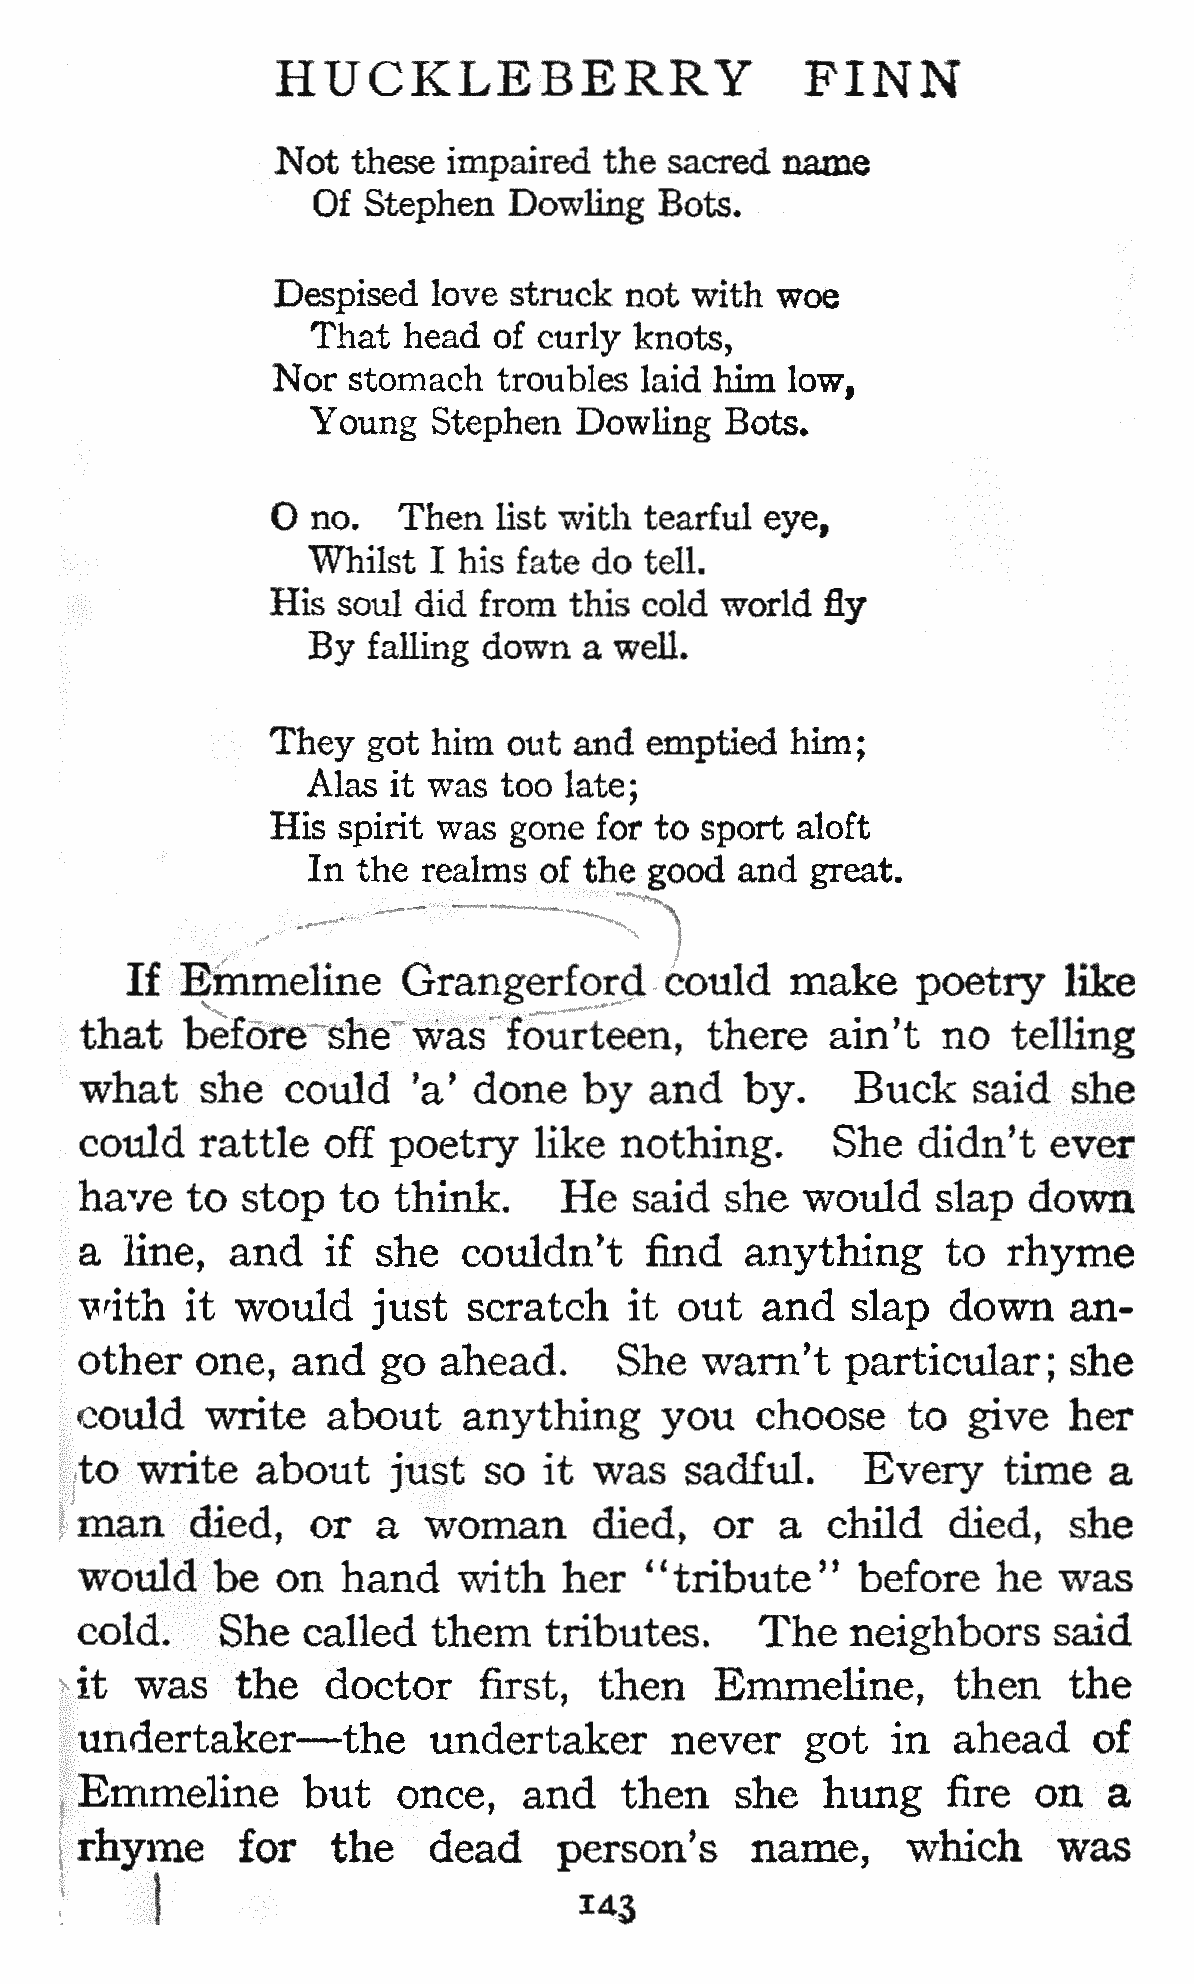 HUCKLEBERRY FINN
Not these impaired the sacred name
Of Stephen Dowling Bots.
Despised love struck not with woe
That head of curly knots,
Nor stomach troubles laid him low,
Young Stephen Dowling Bots.
O no. Then list with tearful eye,
Whilst I his fate do tell.
His soul did from this cold world fly
By falling down a well.
They got him out and emptied him;
Alas it was too late;
His spirit was gone for to sport aloft
In the realms of the good and great.
If Emmeline Grangerford could make poetry like
that before she was fourteen, there ain't no telling
what she could 'a' done by and by. Buck said she
could rattle off poetry like nothing. She didn't ever
have to stop to think. He said she would slap down
a line, and if she couldn't find anything to rhyme
with it would just scratch it out and slap down an-
other one, and go ahead. She warn't particular; she
could write about anything you choose to give her
to write about just so it was sadful. Every time a
man died, or a woman died, or a child died, she
would be on hand with her "tribute" before he was
cold. She called them tributes. The neighbors said
it was the doctor first, then Emmeline, then the
undertaker—the undertaker never got in ahead of
Emmeline but once, and then she hung fire on a
rhyme for the dead person's name, which was
143